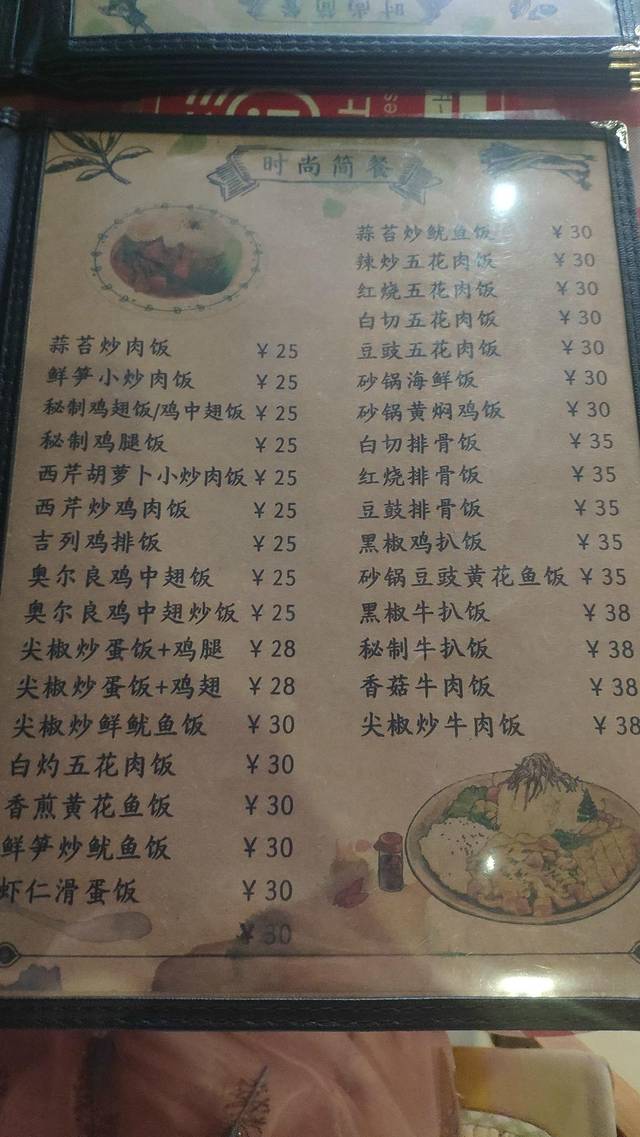 时尚简餐
蒜苔炒肉饭 ￥25
鲜笋小炒肉饭 ￥25
秘制鸡翅饭/鸡中翅饭 ￥25
秘制鸡腿饭 ￥25
西芹胡萝卜小炒肉饭 ￥25
西芹炒鸡肉饭 ￥25
吉列鸡排饭 ￥25
奥尔良鸡中翅饭 ￥25
奥尔良鸡中翅炒饭 ￥25
尖椒炒蛋饭+鸡腿 ￥28
尖椒炒蛋饭+鸡翅 ￥28
尖椒炒鲜鱿鱼饭 ￥30
白灼五花肉饭 ￥30
香煎黄花鱼饭 ￥30
鲜笋炒鱿鱼饭 ￥30
虾仁滑蛋饭 ￥30
￥30
蒜苔炒鱿鱼饭 ￥30
辣炒五花肉饭 ￥30
红烧五花肉饭 ￥30
白切五花肉饭 ￥30
豆豉五花肉饭 ￥30
砂锅海鲜饭 ￥30
砂锅黄焖鸡饭 ￥30
白切排骨饭 ￥35
红烧排骨饭 ￥35
豆鼓排骨饭 ￥35
黑椒鸡扒饭 ￥35
砂锅豆豉黄花鱼饭 ￥35
黑椒牛扒饭 ￥38
秘制牛扒饭 ￥38
香菇牛肉饭 ￥38
尖椒炒牛肉饭 ￥38